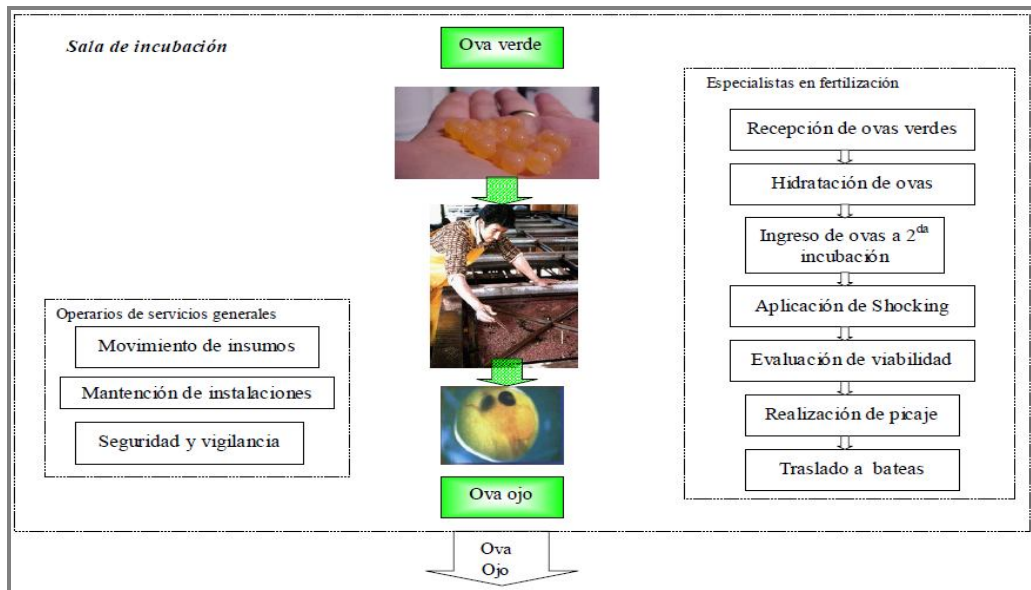 Sala de incubación
Ova verde
Especialistas en fertilización
Recepción de ovas verdes
Hidratación de ovas
Ingreso de ovas a 2da
incubación
Aplicación de Shocking
Evaluación de viabilidad
Realización de picaje
Traslado a bateas
Operarios de servicios generales
Movimiento de insumos
Mantención de instalaciones
Seguridad y vigilancia
Ova ojo
Ova
Ojo